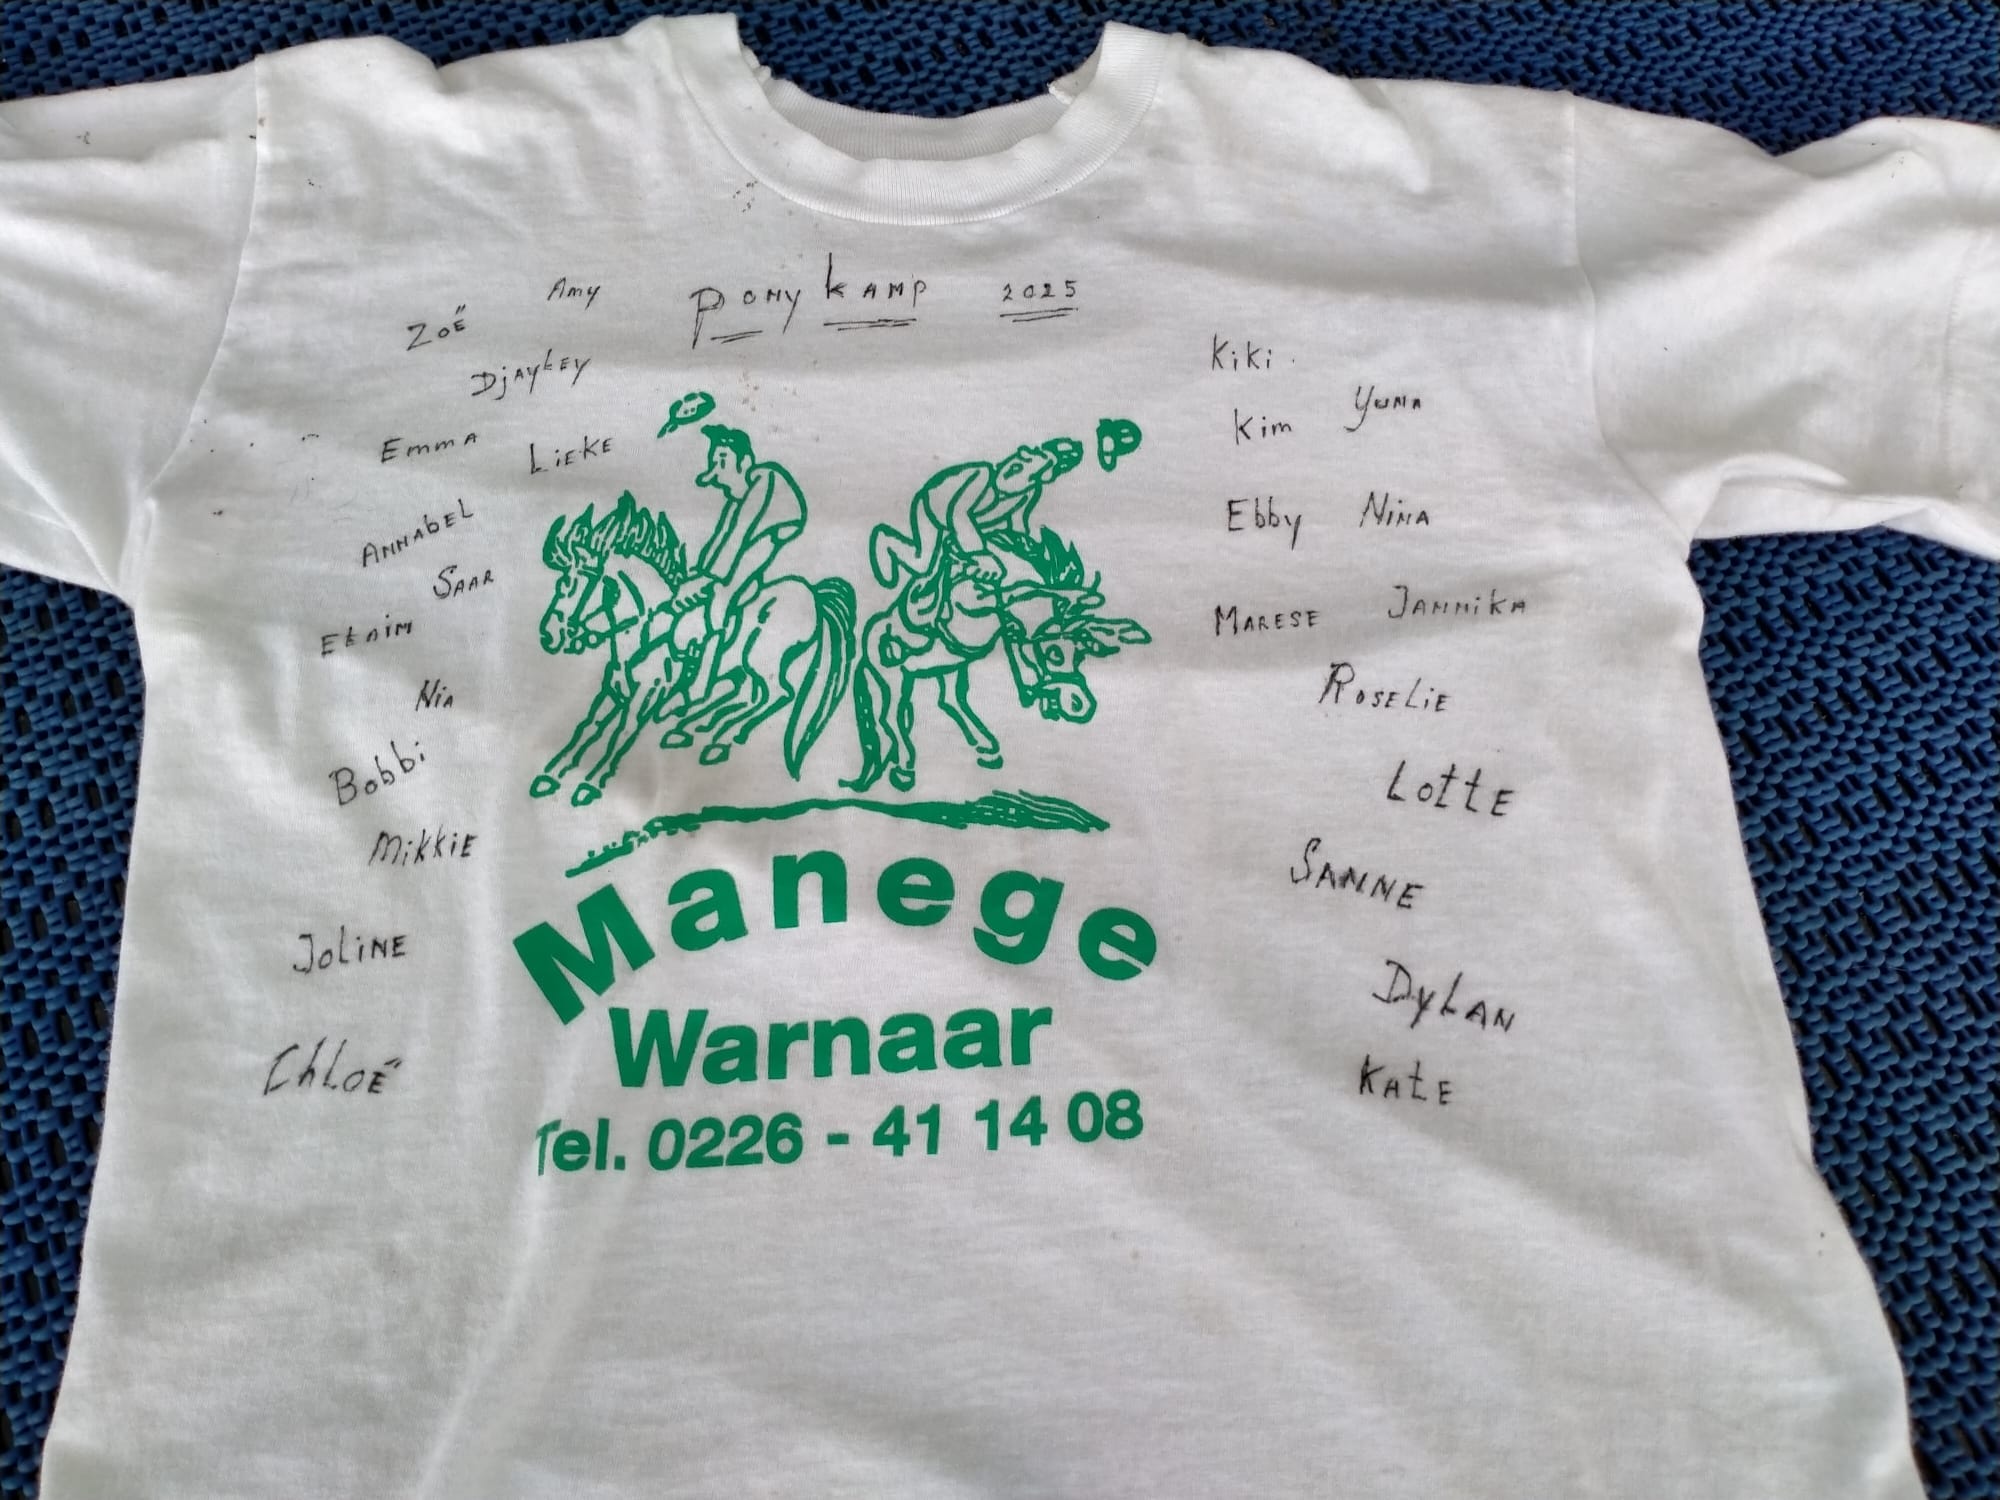 Pony Kamp 2025
Amy
Zoë
Djaykey
Emma
Lieke
Annabel
Saar
Nia
Bobbi
Mikkie
Joline
Chloë
Kiki
Yuna
Kim
Ebby
Nina
Marese
Jannika
Roselie
Lotte
Sanne
Dylan
Kate
Manege
Warnaar
Tel. 0226 - 41 14 08